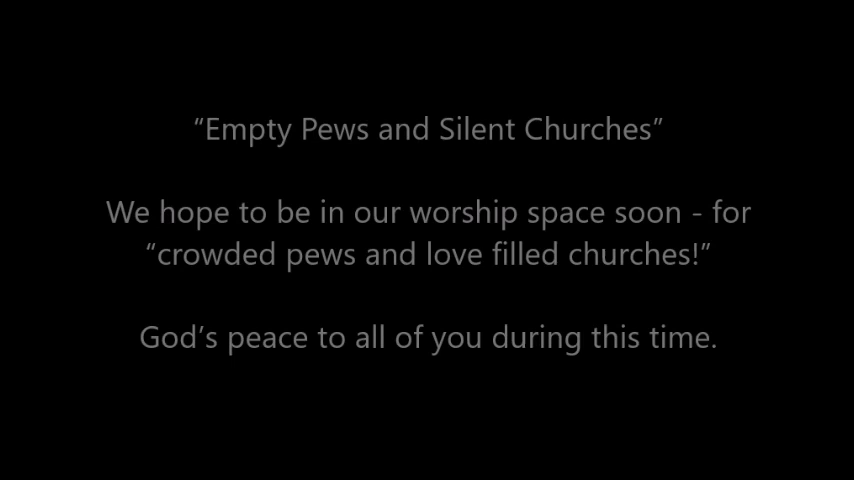 “Empty Pews and Silent Churches”
We hope to be in our worship space soon - for
“crowded pews and love filled churches!”
God’s peace to all of you during this time.